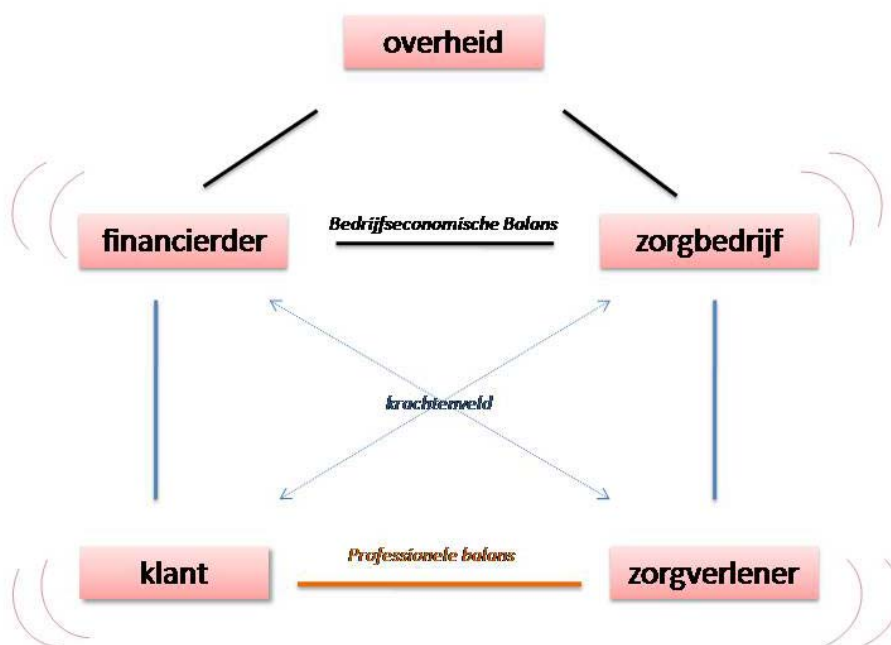 overheid
Bedrijfseconomische Balans
financierder
zorgbedrijf
krachtenveld
Professionele balans
klant
zorgverlener